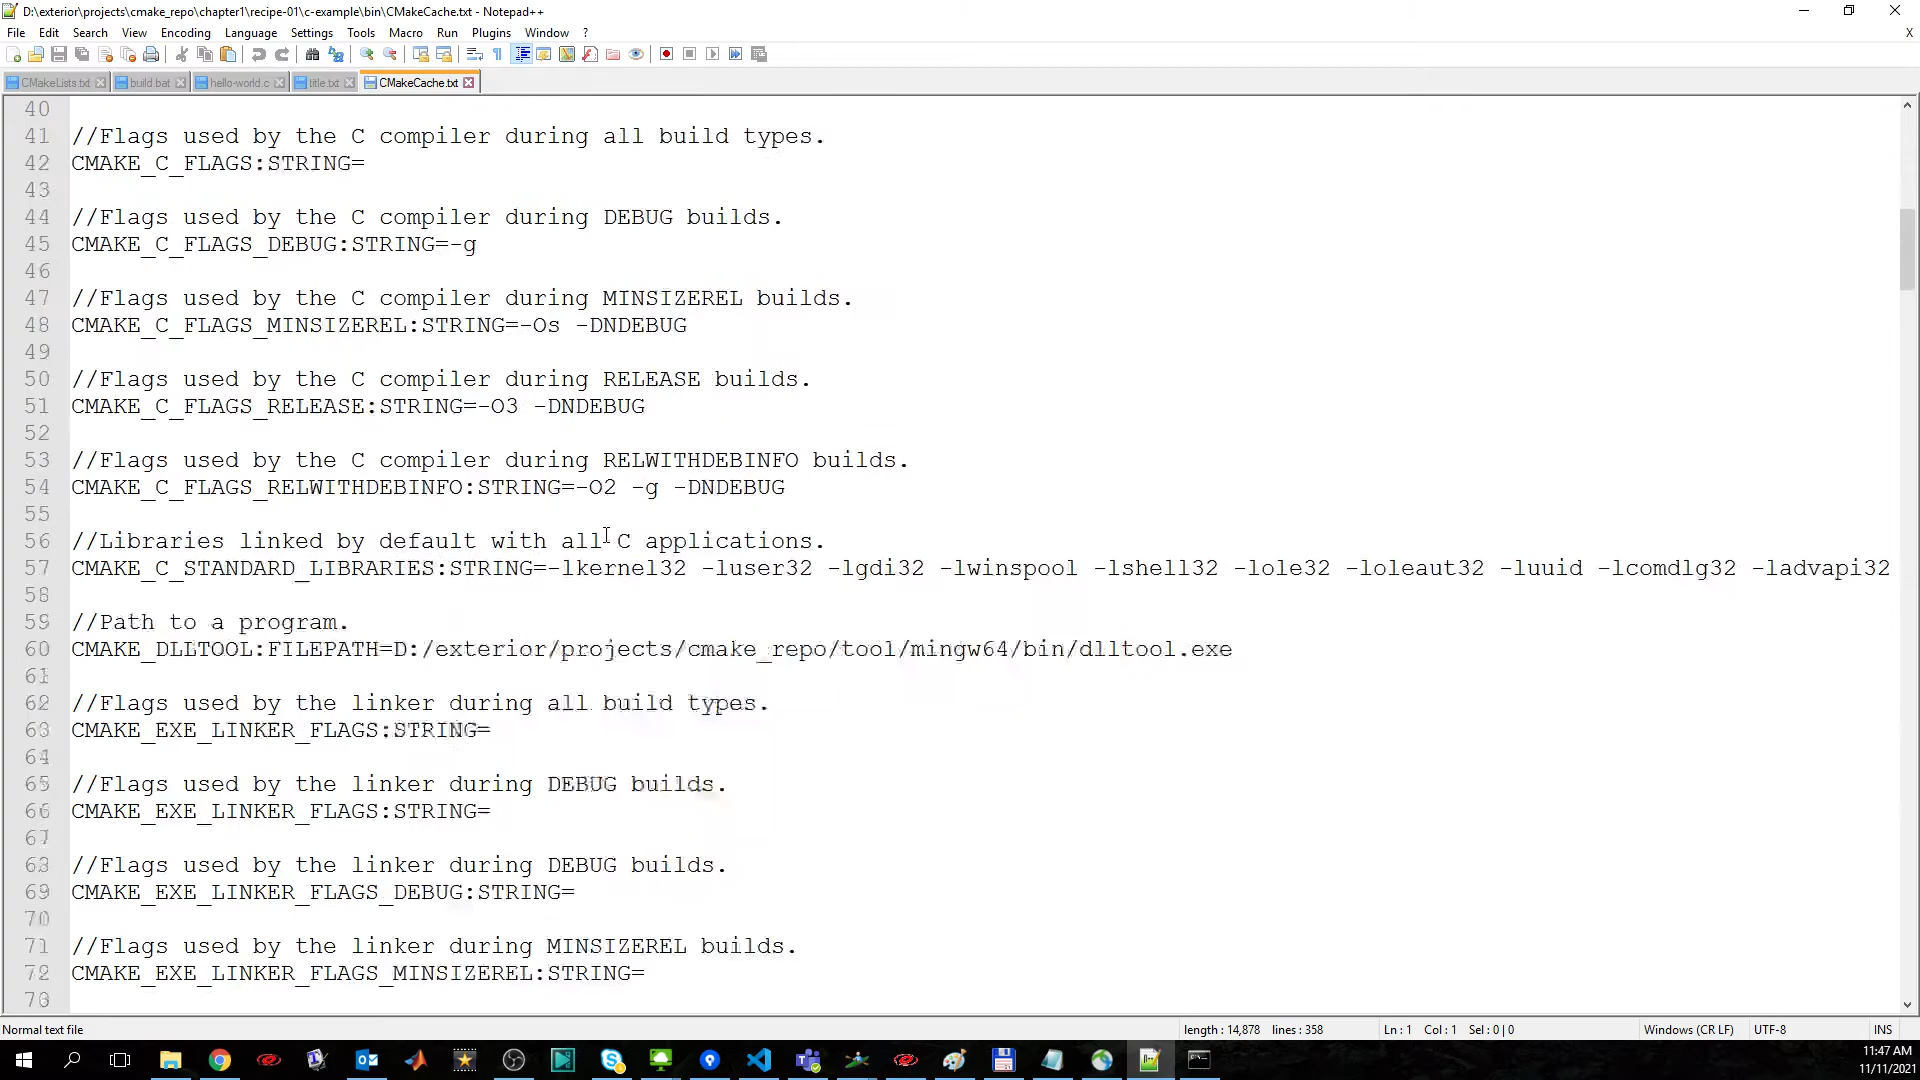 D:\exterior\projects\cmake_repo\chapter1\recipe-01\c-example\bin\CMakeCache.txt - Notepad++
File Edit Search View Encoding Language Settings Tools Macro Run Plugins Window ? X
CMakeLists.txt build.bat hello-world.c title.txt CMakeCache.txt
40
41 //Flags used by the C compiler during all build types.
42 CMAKE_C_FLAGS:STRING=
43
44 //Flags used by the C compiler during DEBUG builds.
45 CMAKE_C_FLAGS_DEBUG:STRING=-g
46
47 //Flags used by the C compiler during MINSIZEREL builds.
48 CMAKE_C_FLAGS_MINSIZEREL:STRING=-Os -DNDEBUG
49
50 //Flags used by the C compiler during RELEASE builds.
51 CMAKE_C_FLAGS_RELEASE:STRING=-O3 -DNDEBUG
52
53 //Flags used by the C compiler during RELWITHDEBINFO builds.
54 CMAKE_C_FLAGS_RELWITHDEBINFO:STRING=-O2 -g -DNDEBUG
55
56 //Libraries linked by default with all C applications.
57 CMAKE_C_STANDARD_LIBRARIES:STRING=-lkernel32 -luser32 -lgdi32 -lwinspool -lshell32 -lole32 -loleaut32 -luuid -lcomdlg32 -ladvapi32
58
59 //Path to a program.
60 CMAKE_DLLTOOL:FILEPATH=D:/exterior/projects/cmake_repo/tool/mingw64/bin/dlltool.exe
61
62 //Flags used by the linker during all build types.
63 CMAKE_EXE_LINKER_FLAGS:STRING=
64
65 //Flags used by the linker during DEBUG builds.
66 CMAKE_EXE_LINKER_FLAGS:STRING=
67
68 //Flags used by the linker during DEBUG builds.
69 CMAKE_EXE_LINKER_FLAGS_DEBUG:STRING=
70
71 //Flags used by the linker during MINSIZEREL builds.
72 CMAKE_EXE_LINKER_FLAGS_MINSIZEREL:STRING=
73
Normal text file length : 14,878 lines : 358 Ln : 1 Col : 1 Sel : 0 | 0 Windows (CR LF) UTF-8 INS
11:47 AM
11/11/2021